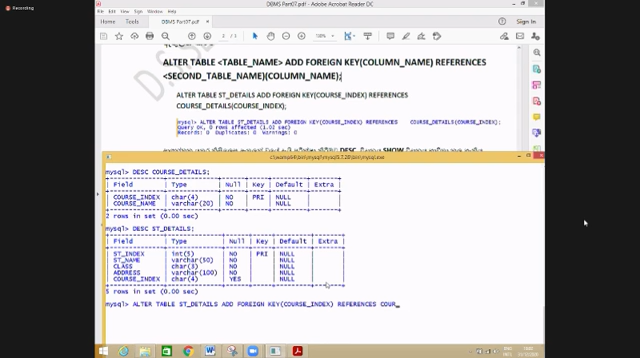 Recording
DBMS Part07.pdf - Adobe Acrobat Reader DC
Home
Tools
DBMS Part07.pdf
Sign In
ALTER TABLE <TABLE_NAME> ADD FOREIGN KEY(COLUMN_NAME) REFERENCES
<SECOND_TABLE_NAME>(COLUMN_NAME);
ALTER TABLE ST_DETAILS ADD FOREIGN KEY(COURSE_INDEX) REFERENCES
COURSE_DETAILS(COURSE_INDEX);
mysql> ALTER TABLE ST_DETAILS ADD FOREIGN KEY(COURSE_INDEX) REFERENCES COURSE_DETAILS(COURSE_INDEX);
Query OK, 0 rows affected (1.02 sec)
Records: 0 Duplicates: 0 Warnings: 0
DESC
SHOW
mysql> DESC COURSE_DETAILS;
| Field | Type | Null | Key | Default | Extra |
| COURSE_INDEX | char(4) | NO | PRI | NULL | |
| COURSE_NAME | varchar(20) | NO | | NULL | |
2 rows in set (0.00 sec)
mysql> DESC ST_DETAILS;
| Field | Type | Null | Key | Default | Extra |
| ST_INDEX | int(5) | NO | PRI | NULL | |
| ST_NAME | varchar(50) | NO | | NULL | |
| CLASS | char(3) | NO | | NULL | |
| ADDRESS | varchar(100) | NO | | NULL | |
| COURSE_INDEX | char(4) | YES | | NULL | |
5 rows in set (0.00 sec)
mysql> ALTER TABLE ST_DETAILS ADD FOREIGN KEY(COURSE_INDEX) REFERENCES COUR_